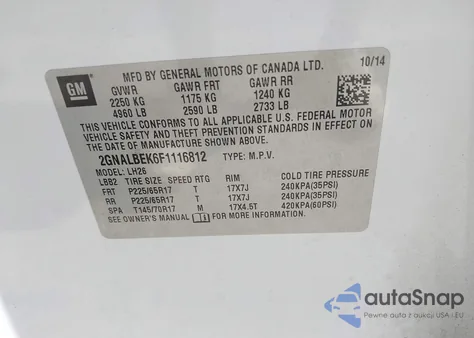 GM
10/14
MFD BY GENERAL MOTORS OF CANADA LTD.
GVWR GAWR FRT GAWR RR
2250 KG 1175 KG 1240 KG
4960 LB 2590 LB 2733 LB
THIS VEHICLE CONFORMS TO ALL APPLICABLE U.S. FEDERAL MOTOR
VEHICLE SAFETY AND THEFT PREVENTION STANDARDS IN EFFECT
ON THE DATE OF MANUFACTURE SHOWN ABOVE.
2GNALBEK6F1116812 TYPE: M.P.V.
MODEL: LH26
LBB2 TIRE SIZE SPEED RTG RIM COLD TIRE PRESSURE
FRT P225/65R17 T 17X7J 240KPA(35PSI)
RR P225/65R17 T 17X7J 240KPA(35PSI)
SPA T145/70R17 M 17X4.5T 420KPA(60PSI)
SEE OWNER'S MANUAL FOR MORE INFORMATION.
autoSnap
Pewne auto z aukcji USA i EU